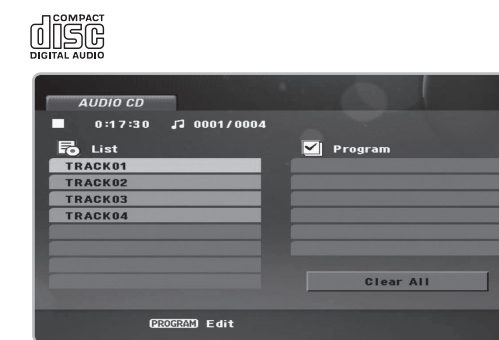 COMPACT
disc
DIGITAL AUDIO
AUDIO CD
0:17:30 0001/0004
List
Program
TRACK01
TRACK02
TRACK03
TRACK04
Clear All
PROGRAM Edit